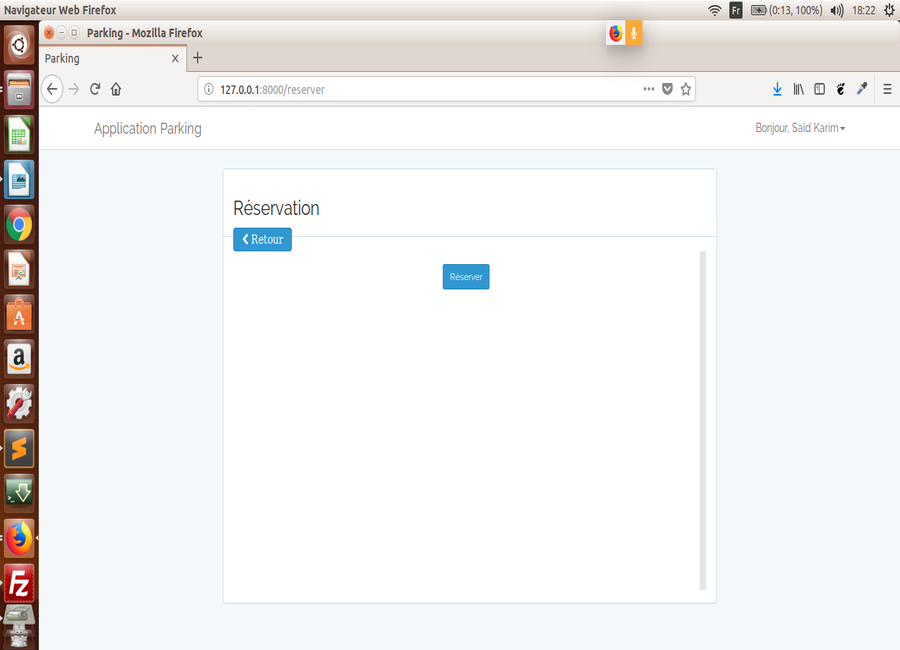 Navigateur Web Firefox
Fr
(0:13, 100%)
18:22
Parking - Mozilla Firefox
Parking
127.0.0.1:8000/reserver
Application Parking
Bonjour, Said Karim
Réservation
Retour
Réserver